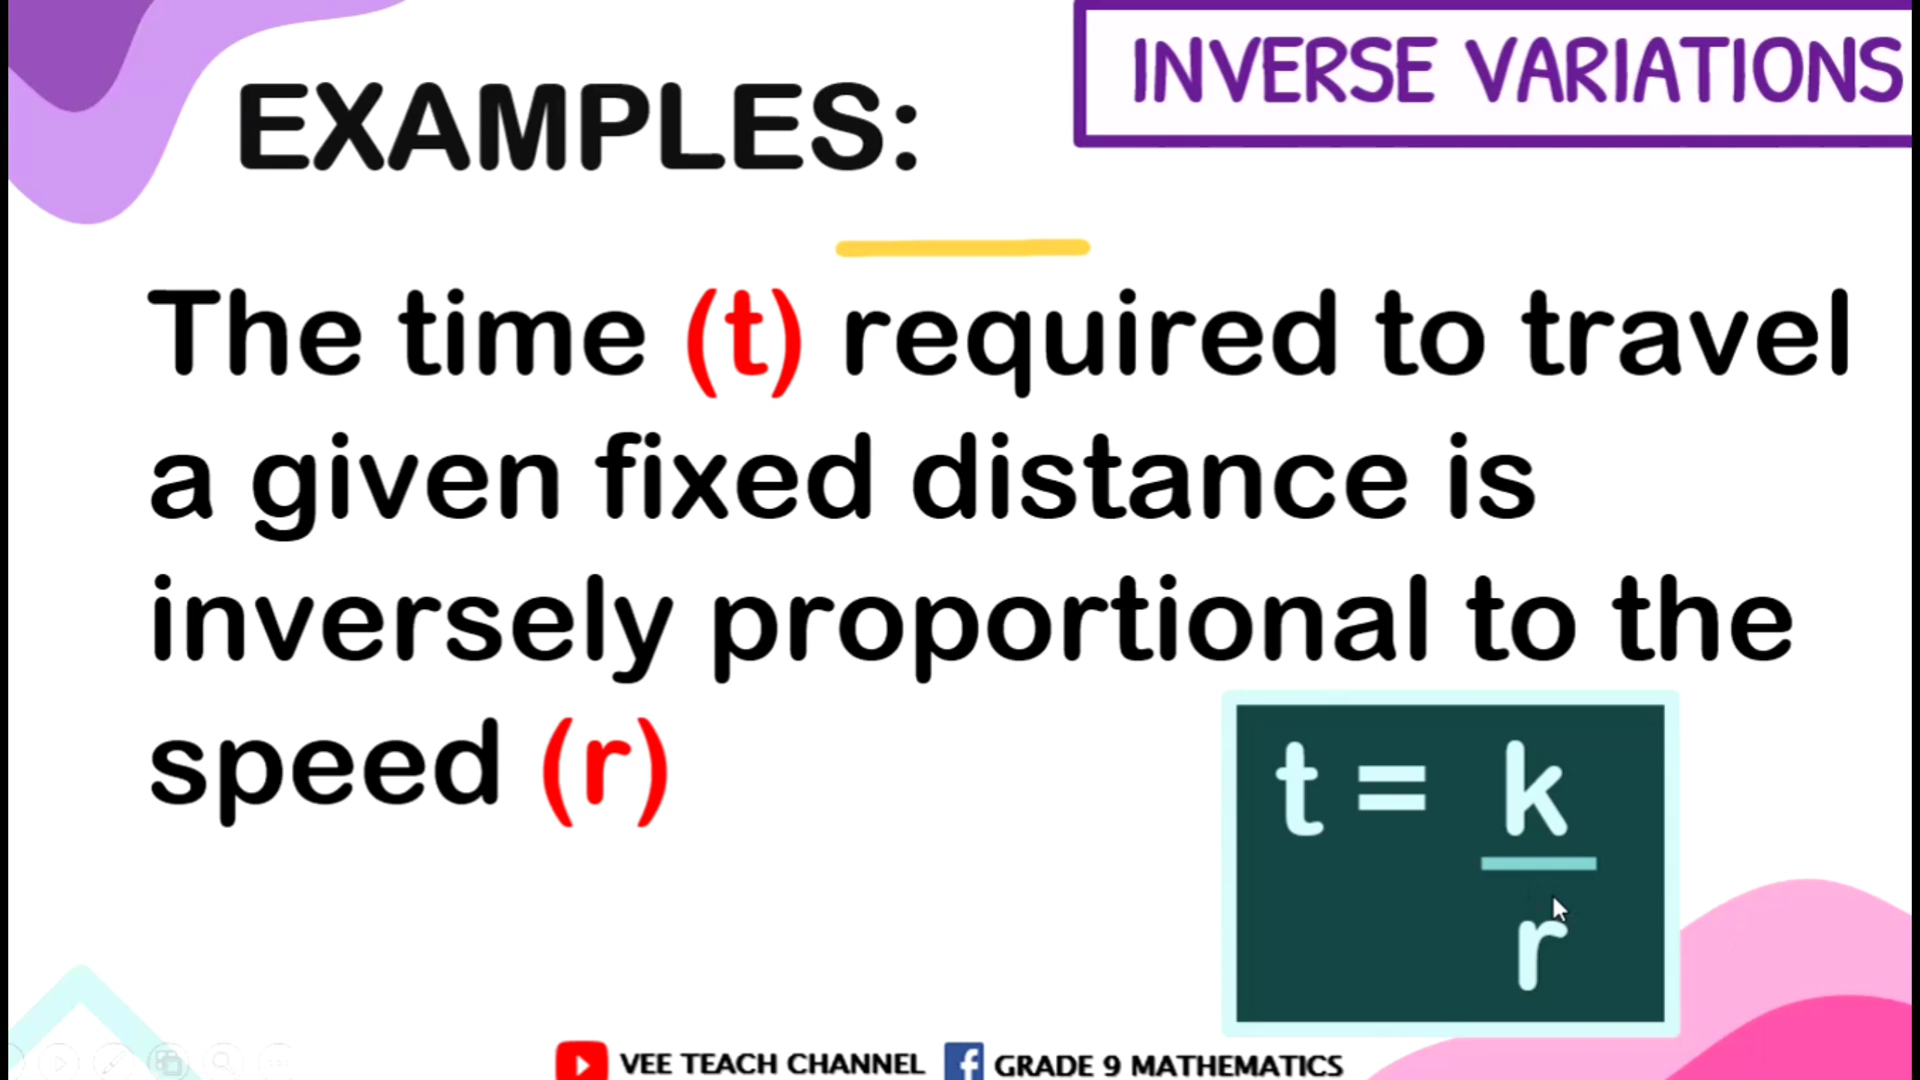 INVERSE VARIATIONS
EXAMPLES:
The time (t) required to travel
a given fixed distance is
inversely proportional to the
speed (r)
t = k
r
VEE TEACH CHANNEL GRADE 9 MATHEMATICS